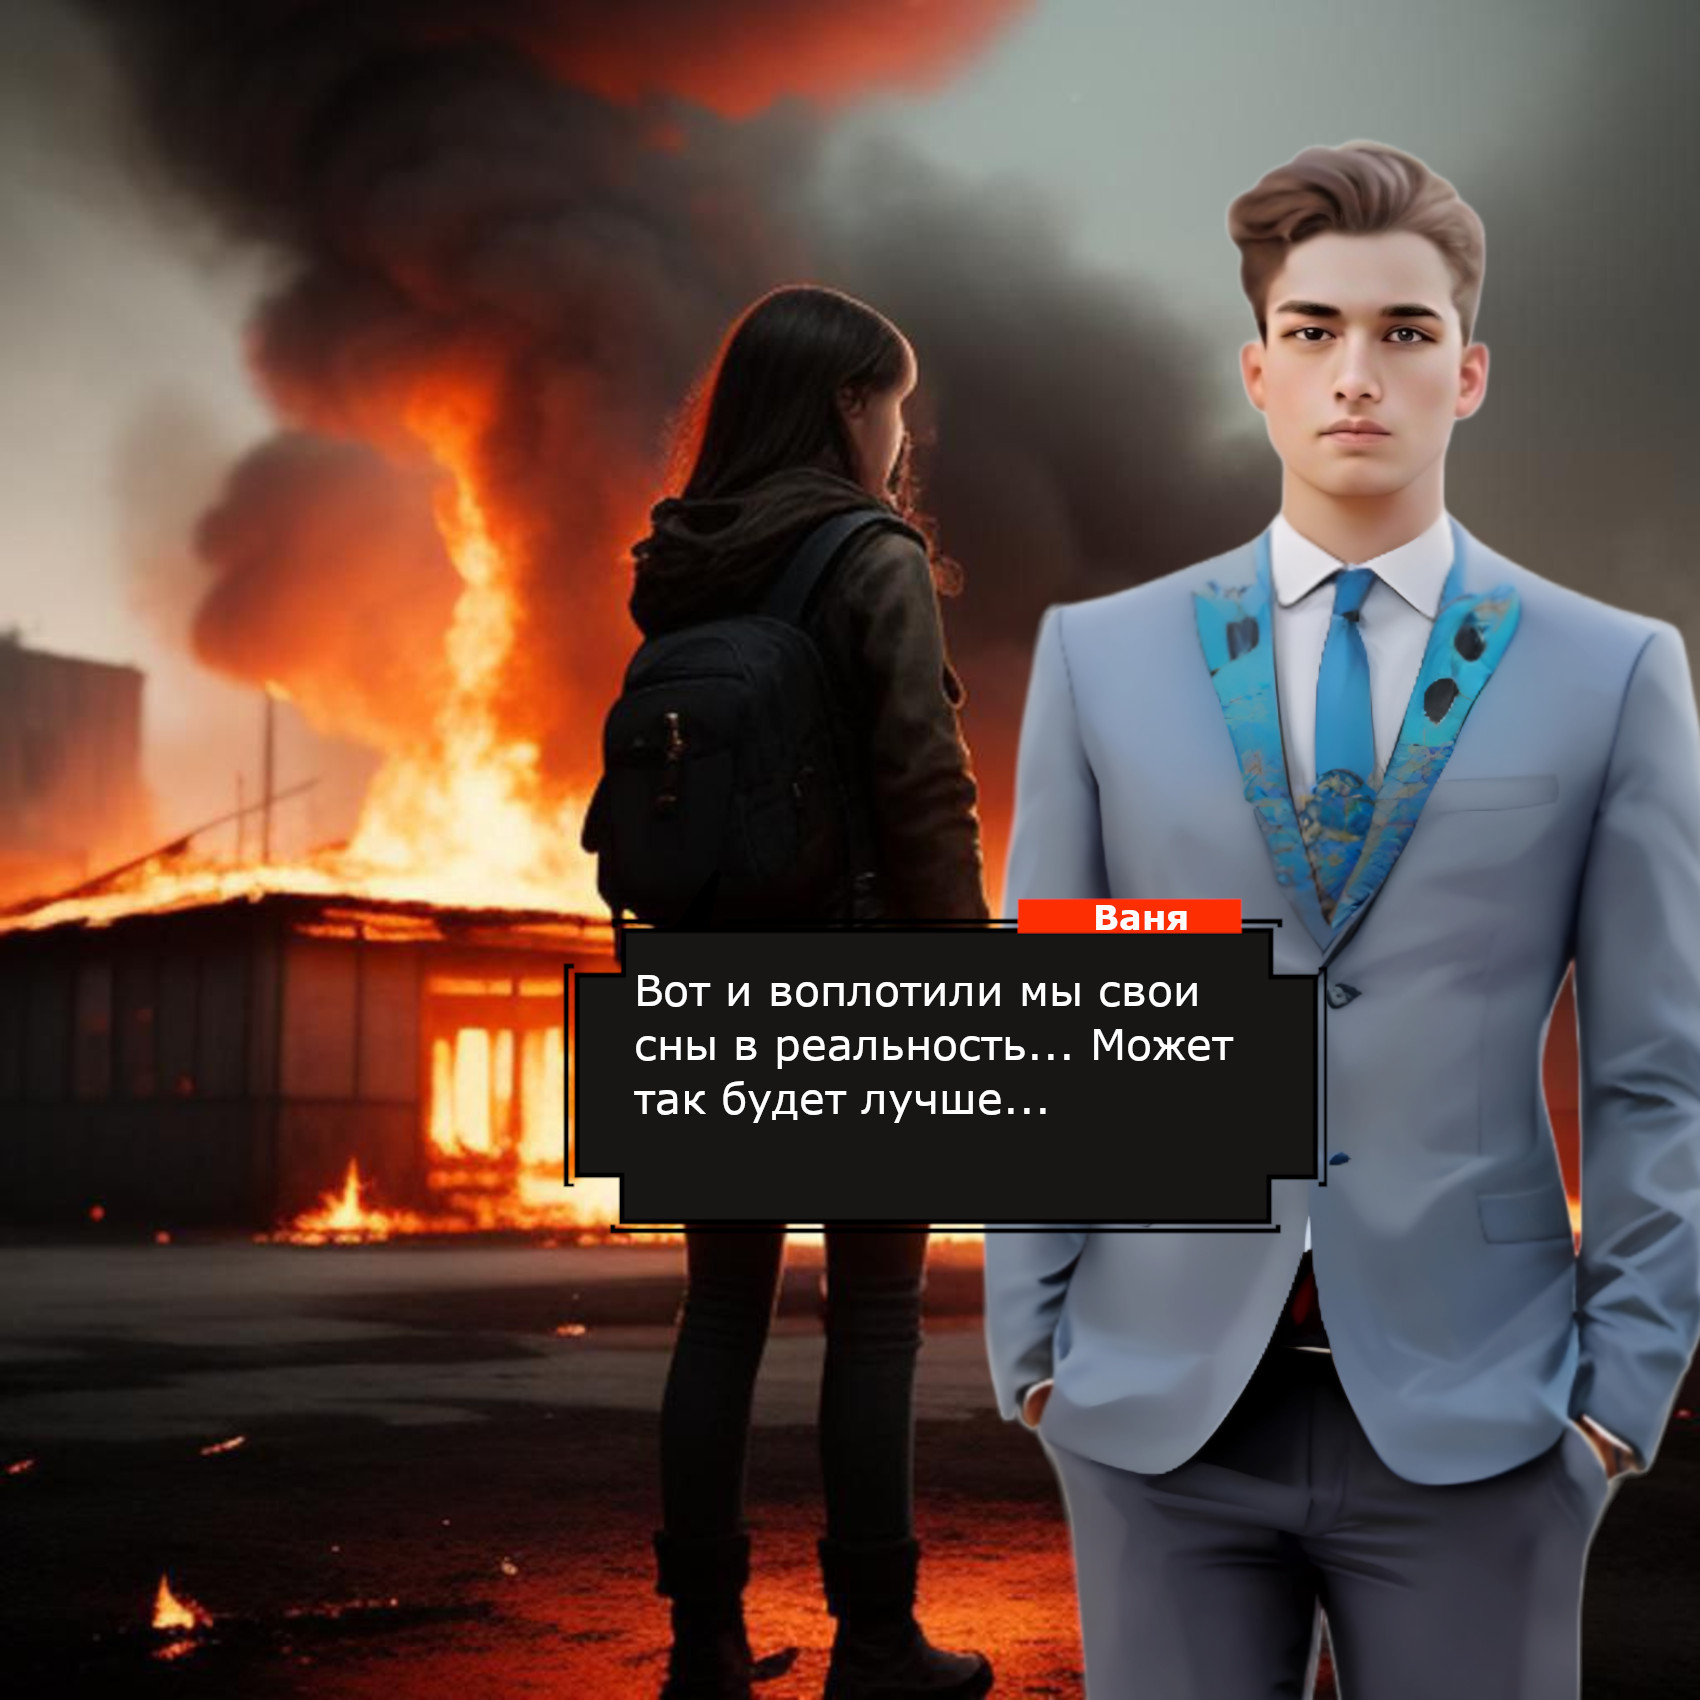 Ваня
Вот и воплотили мы свои
сны в реальность... Может
так будет лучше...